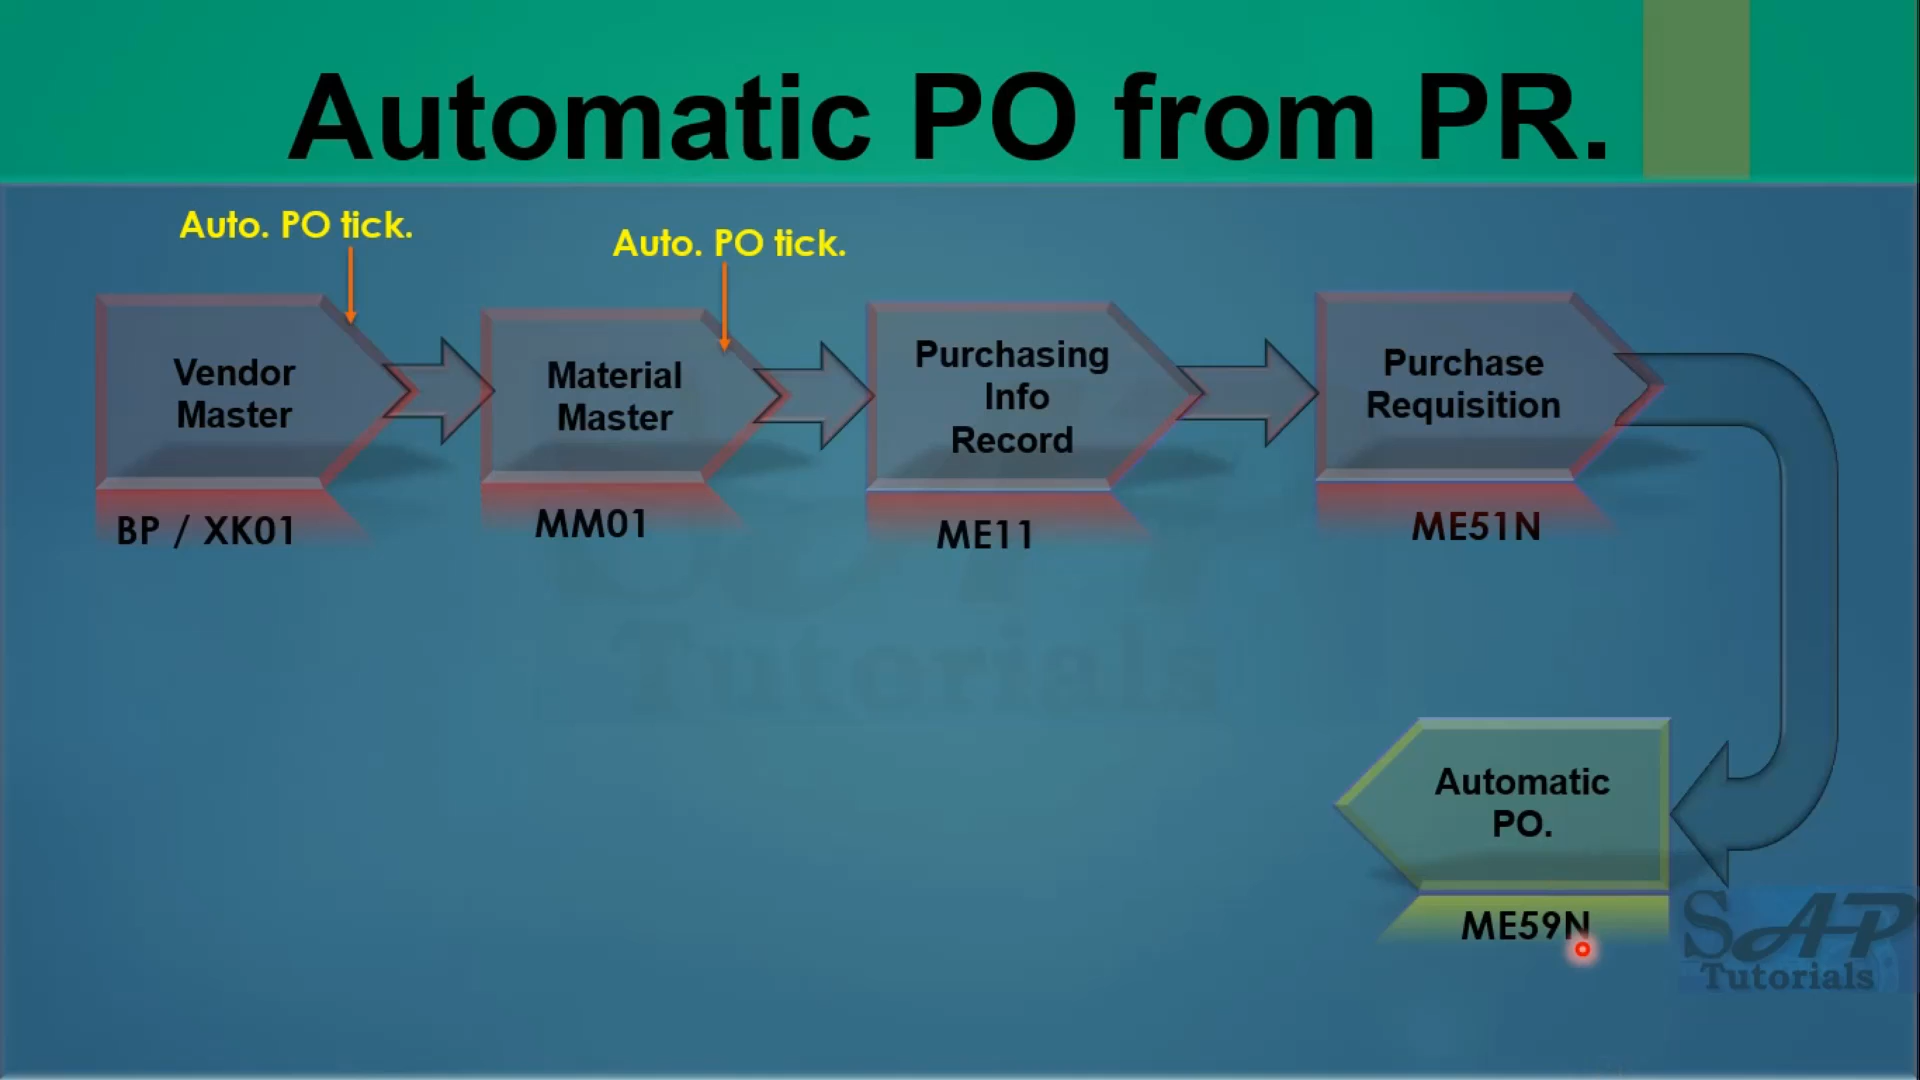 Automatic PO from PR.
Auto. PO tick.
Auto. PO tick.
Vendor
Master
Material
Master
Purchasing
Info
Record
Purchase
Requisition
BP / XK01
MM01
ME11
ME51N
Tutorials
Automatic
PO.
ME59N
SAP
Tutorials